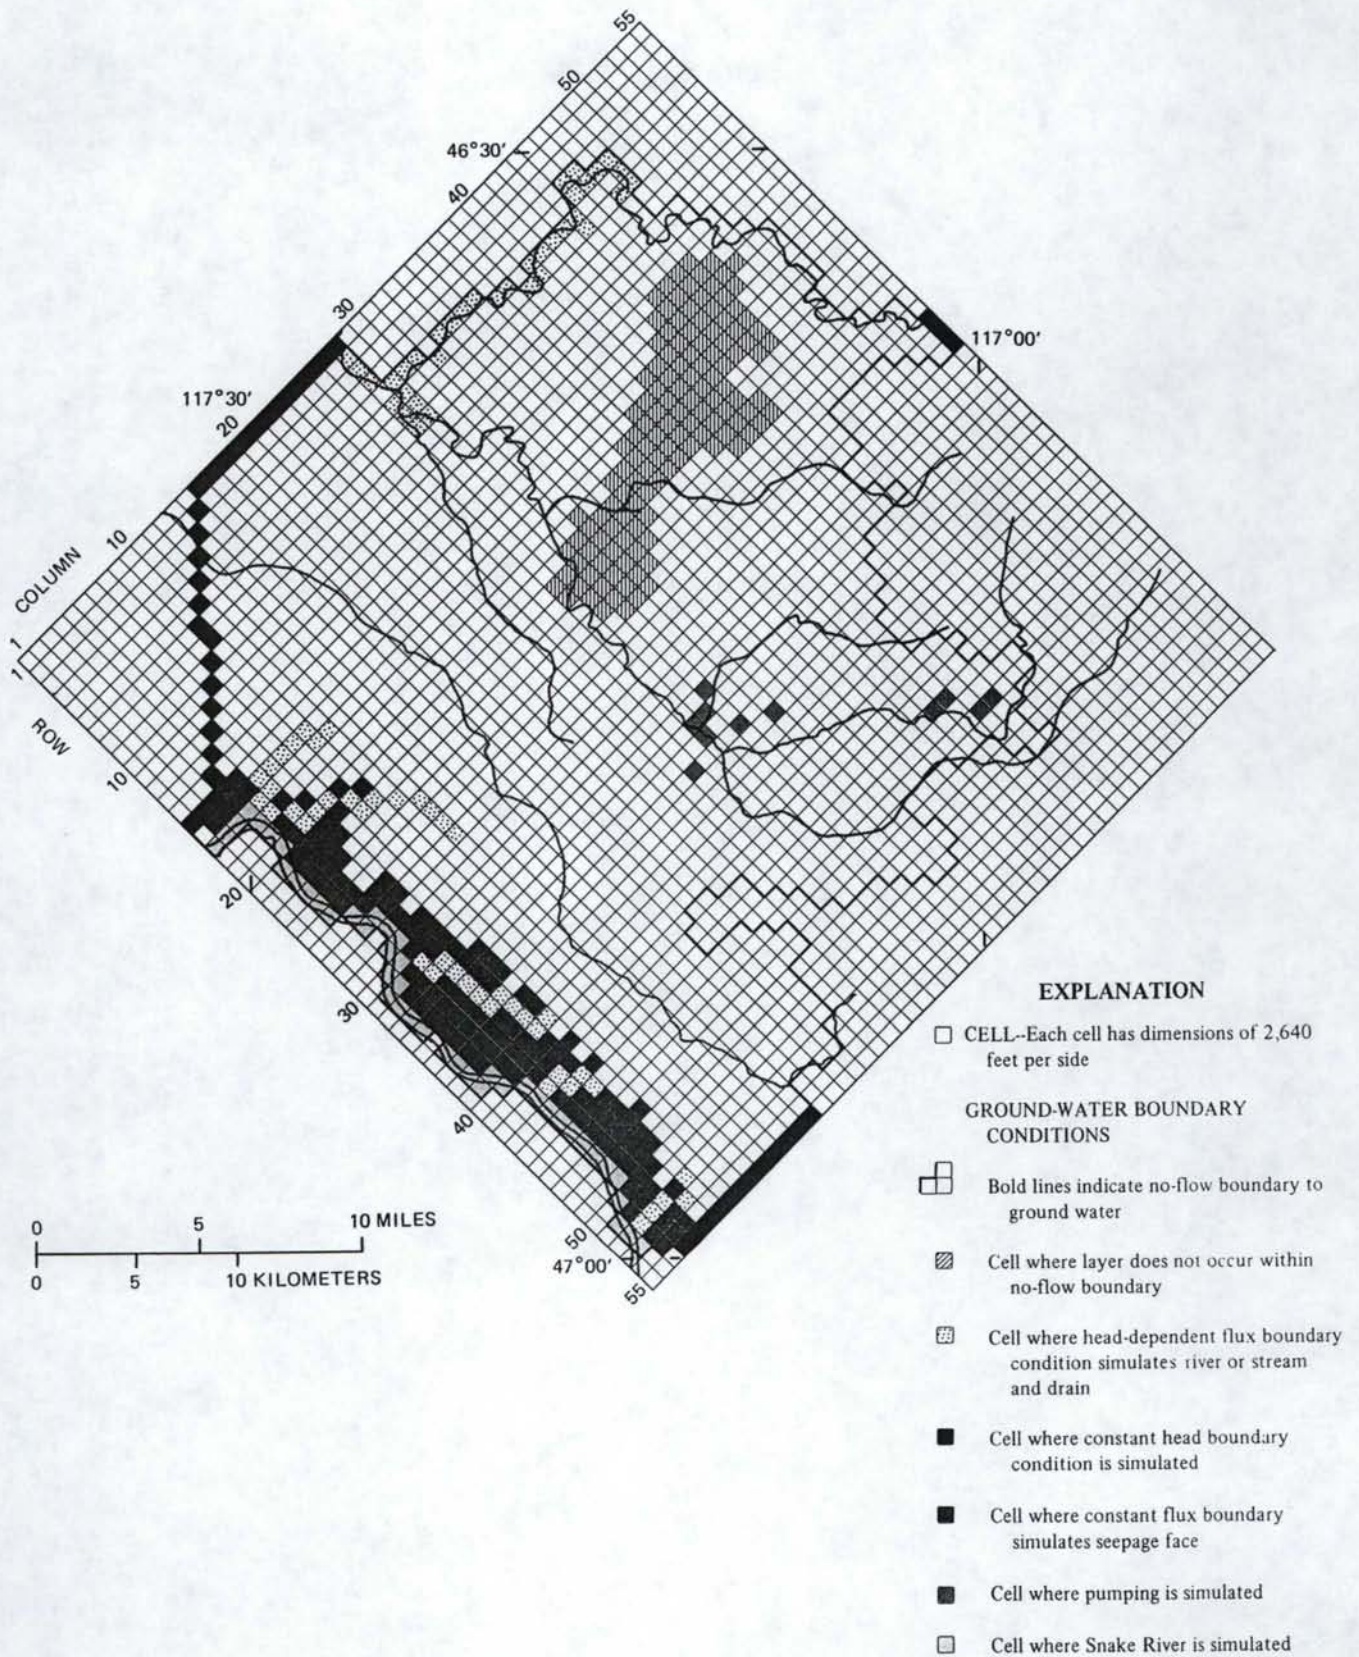 55
50
46°30′
40
30
117°00′
117°30′
20
10
COLUMN
1
1
ROW
10
20
30
40
50
47°00′
55
0 5 10 MILES
0 5 10 KILOMETERS
EXPLANATION
CELL--Each cell has dimensions of 2,640
feet per side
GROUND-WATER BOUNDARY
CONDITIONS
Bold lines indicate no-flow boundary to
ground water
Cell where layer does not occur within
no-flow boundary
Cell where head-dependent flux boundary
condition simulates river or stream
and drain
Cell where constant head boundary
condition is simulated
Cell where constant flux boundary
simulates seepage face
Cell where pumping is simulated
Cell where Snake River is simulated